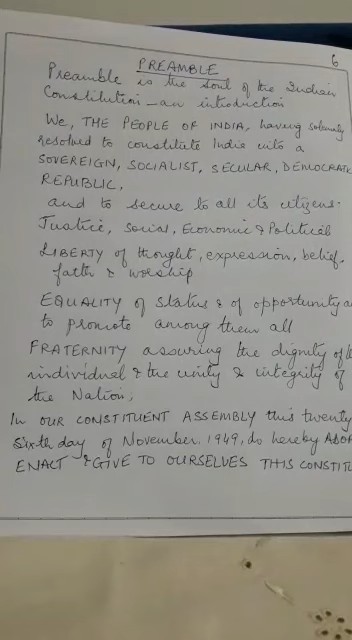 6
PREAMBLE
Preamble is the soul of the Indian
Constitution - an introduction
We, THE PEOPLE OF INDIA, having solemnly
resolved to constitute India into a
SOVEREIGN, SOCIALIST, SECULAR, DEMOCRATIC
REPUBLIC,
and to secure to all its citizens:
Justice, Social, Economic & Political
LIBERTY of thought, expression, belief,
faith & worship
EQUALITY of status & of opportunity a
to promote among them all
FRATERNITY assuring the dignity of t
individual & the unity & integrity of
the Nation;
In OUR CONSTITUENT ASSEMBLY this twenty
sixth day of November, 1949, do hereby ADOP
ENACT & GIVE TO OURSELVES THIS CONSTITU